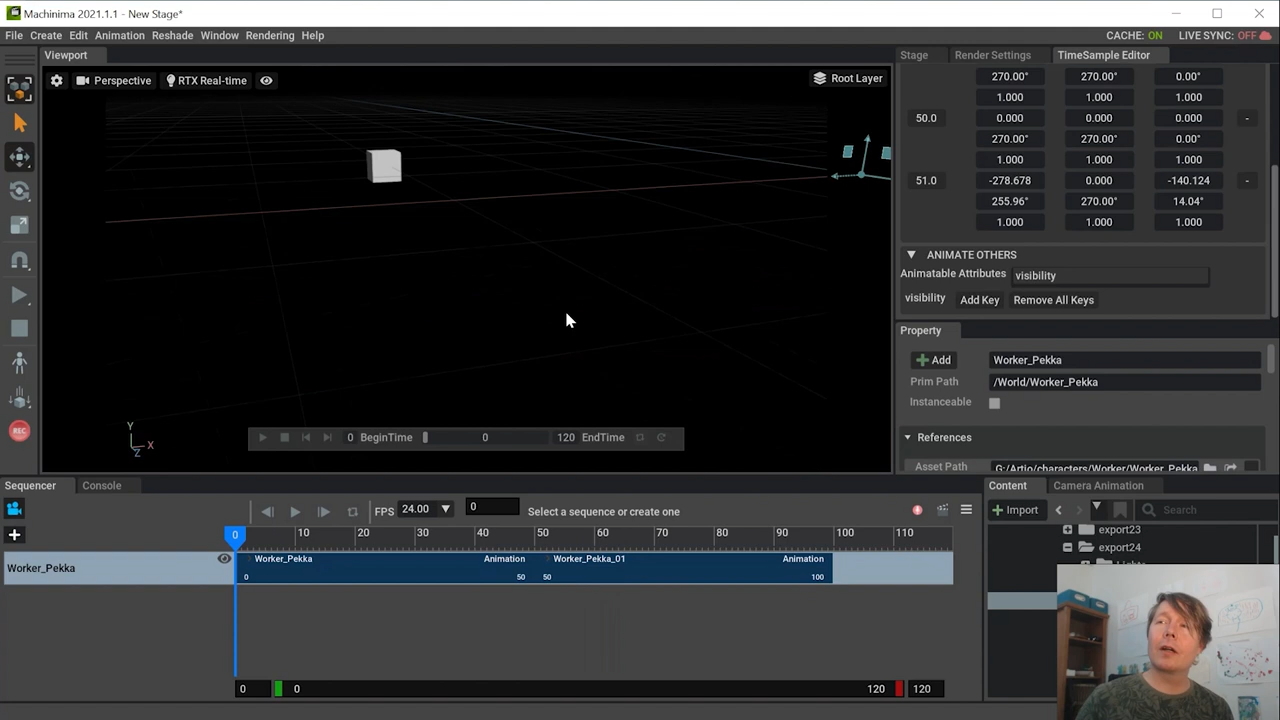 Machinima 2021.1.1 - New Stage*
File Create Edit Animation Reshade Window Rendering Help CACHE: ON LIVE SYNC: OFF
Viewport
Stage Render Settings TimeSample Editor
Perspective RTX Real-time Root Layer
270.00° 270.00° 0.00°
1.000 1.000 1.000
50.0 0.000 0.000 0.000 -
270.00° 270.00° 0.00°
1.000 1.000 1.000
51.0 -278.678 0.000 -140.124 -
255.96° 270.00° 14.04°
1.000 1.000 1.000
ANIMATE OTHERS
Animatable Attributes visibility
visibility Add Key Remove All Keys
Property
Add Worker_Pekka
Prim Path /World/Worker_Pekka
Instanceable
References
Asset Path G:/Artio/characters/Worker/Worker_Pekka
Y
X
Z
0 BeginTime 0 120 EndTime
REC
Sequencer Console
FPS 24.00 0 Select a sequence or create one
0 10 20 30 40 50 60 70 80 90 100 110
Worker_Pekka
Worker_Pekka Animation Worker_Pekka_01 Animation
0 50 50 100
0 0 120 120
Content Camera Animation
Import Search
export23
export24